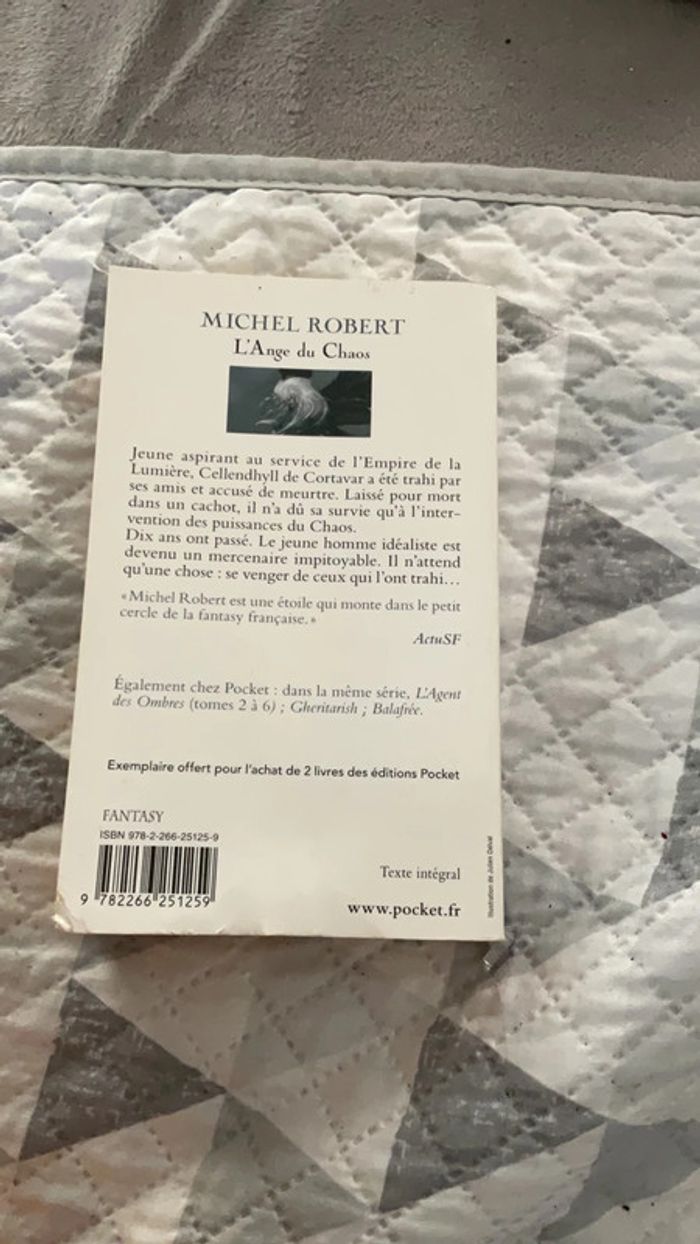 MICHEL ROBERT
L'Ange du Chaos
Jeune aspirant au service de l'Empire de la
Lumière, Cellendhyll de Cortavar a été trahi par
ses amis et accusé de meurtre. Laissé pour mort
dans un cachot, il n'a dû sa survie qu'à l'inter-
vention des puissances du Chaos.
Dix ans ont passé. Le jeune homme idéaliste est
devenu un mercenaire impitoyable. Il n'attend
qu'une chose : se venger de ceux qui l'ont trahi...
« Michel Robert est une étoile qui monte dans le petit
cercle de la fantasy française. »
ActuSF
Également chez Pocket : dans la même série, L'Agent
des Ombres (tomes 2 à 6) ; Gheritarish ; Balafrée.
Exemplaire offert pour l'achat de 2 livres des éditions Pocket
FANTASY
ISBN 978-2-266-25125-9
9 782266 251259
Texte intégral
www.pocket.fr
Illustration de Julien Delval